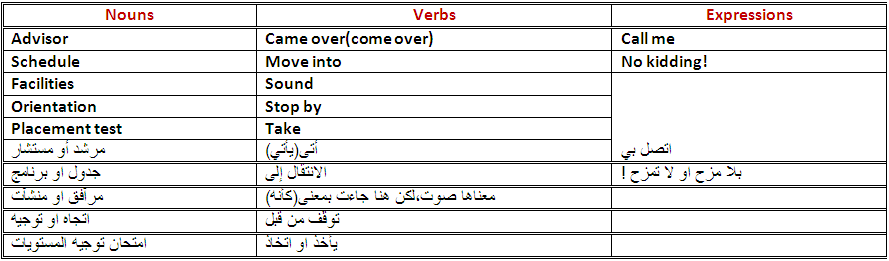 Nouns Verbs Expressions
Advisor Came over(come over) Call me
Schedule Move into No kidding!
Facilities Sound
Orientation Stop by
Placement test Take
مرشد أو مستشار أتى(يأتي) اتصل بي
جدول او برنامج الانتقال إلى بلا مزح او لا تمزح !
مرآفق او منشآت معناها صوت،لكن هنا جاءت بمعنى(كأنه)
اتجاه او توجيه توقف من قبل
امتحان توجيه المستويات يأخذ او اتخاذ